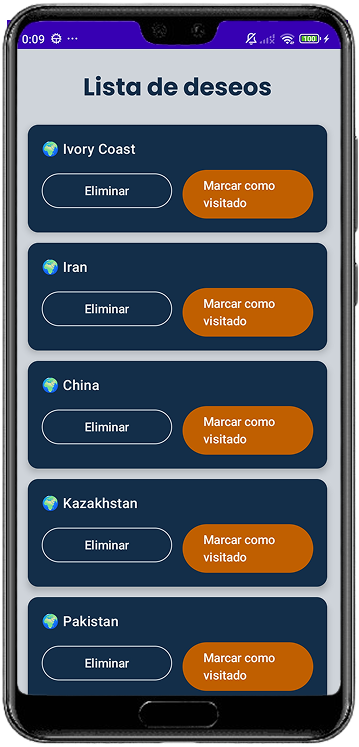 0:09
100
Lista de deseos
Ivory Coast
Eliminar
Marcar como
visitado
Iran
Eliminar
Marcar como
visitado
China
Eliminar
Marcar como
visitado
Kazakhstan
Eliminar
Marcar como
visitado
Pakistan
Eliminar
Marcar como
visitado